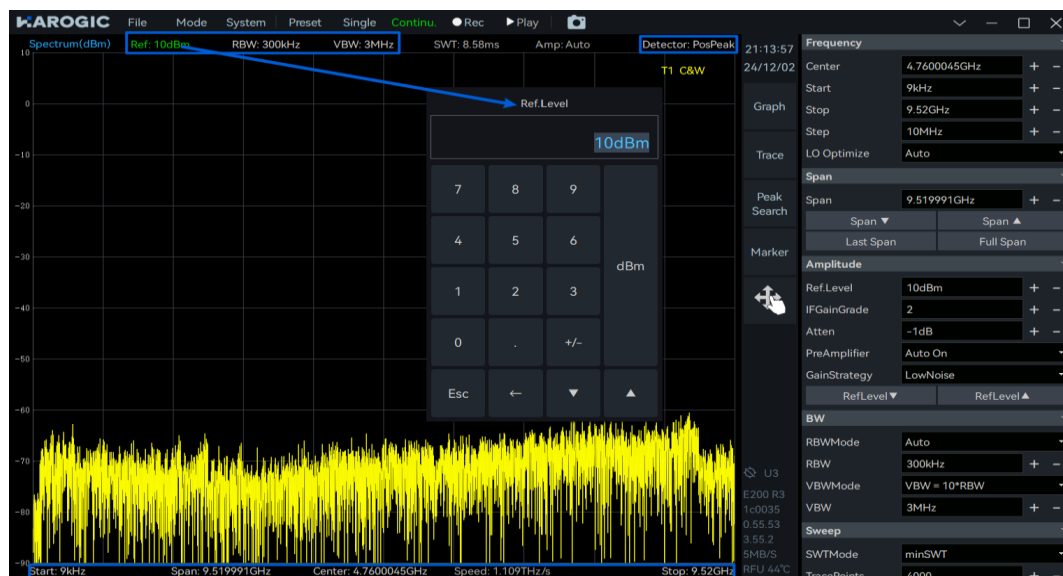 HAROGIC File Mode System Preset Single Continu. Rec Play
Spectrum(dBm) Ref: 10dBm RBW: 300kHz VBW: 3MHz SWT: 8.58ms Amp: Auto Detector: PosPeak
T1 C&W
10
0
-10
-20
-30
-40
-50
-60
-70
-80
-90
Start: 9kHz Span: 9.519991GHz Center: 4.7600045GHz Speed: 1.109THz/s Stop: 9.52GHz
Ref.Level
10dBm
7 8 9
4 5 6
dBm
1 2 3
0 . +/-
Esc ← ▼ ▲
21:13:57
24/12/02
Graph
Trace
Peak
Search
Marker
U3
E200 R3
1c0035
0.55.53
3.55.2
5MB/S
RFU 44℃
Frequency
Center 4.7600045GHz + -
Start 9kHz + -
Stop 9.52GHz + -
Step 10MHz + -
LO Optimize Auto
Span
Span 9.519991GHz + -
Span ▼ Span ▲
Last Span Full Span
Amplitude
Ref.Level 10dBm + -
IFGainGrade 2 + -
Atten -1dB + -
PreAmplifier Auto On
GainStrategy LowNoise
RefLevel▼ RefLevel▲
BW
RBWMode Auto
RBW 300kHz + -
VBWMode VBW = 10*RBW
VBW 3MHz + -
Sweep
SWTMode minSWT
TracePoints 4000 + -